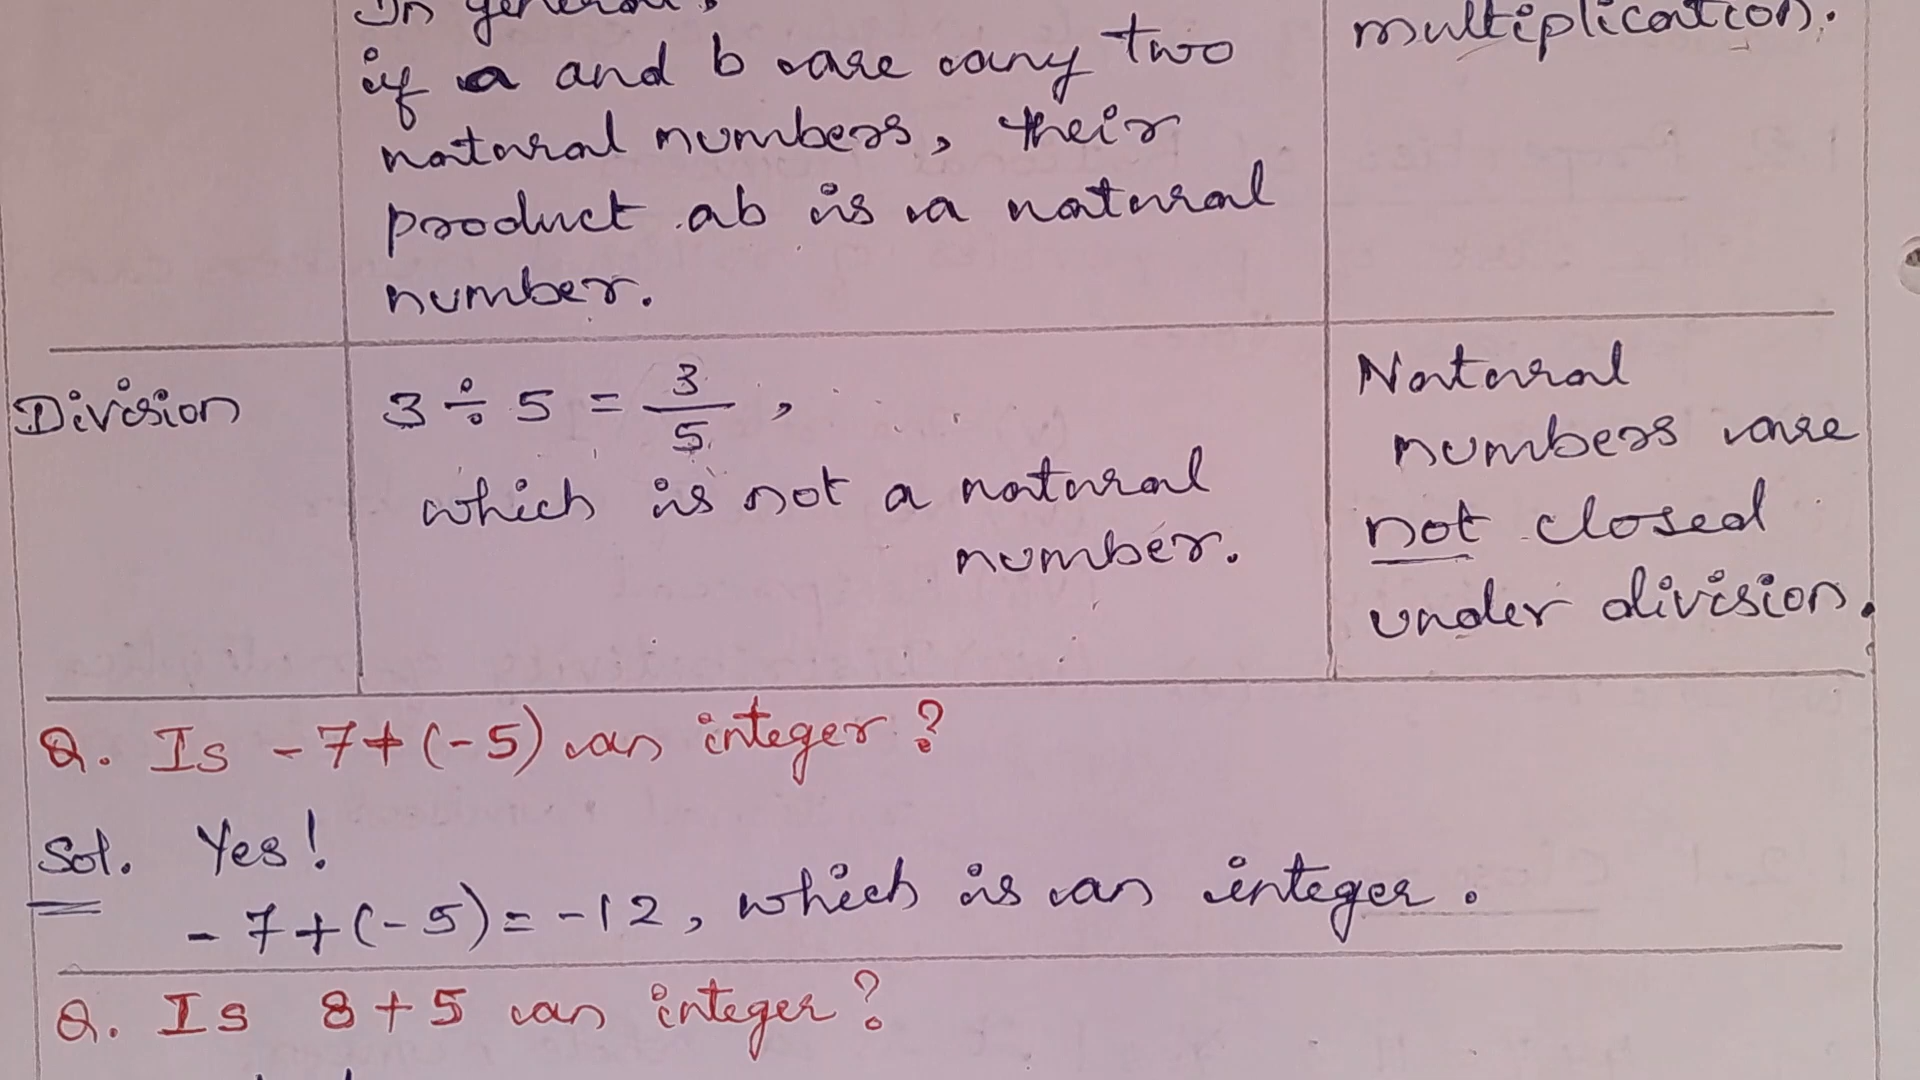 In general,
if a and b are any two
natural numbers, their
product ab is a natural
number.
multiplication.
Division
3 ÷ 5 = 3/5,
which is not a natural
number.
Natural
numbers are
not closed
under division.
Q. Is -7+(-5) an integer?
Sol. Yes!
-7+(-5)=-12, which is an integer.
Q. Is 8+5 an integer?